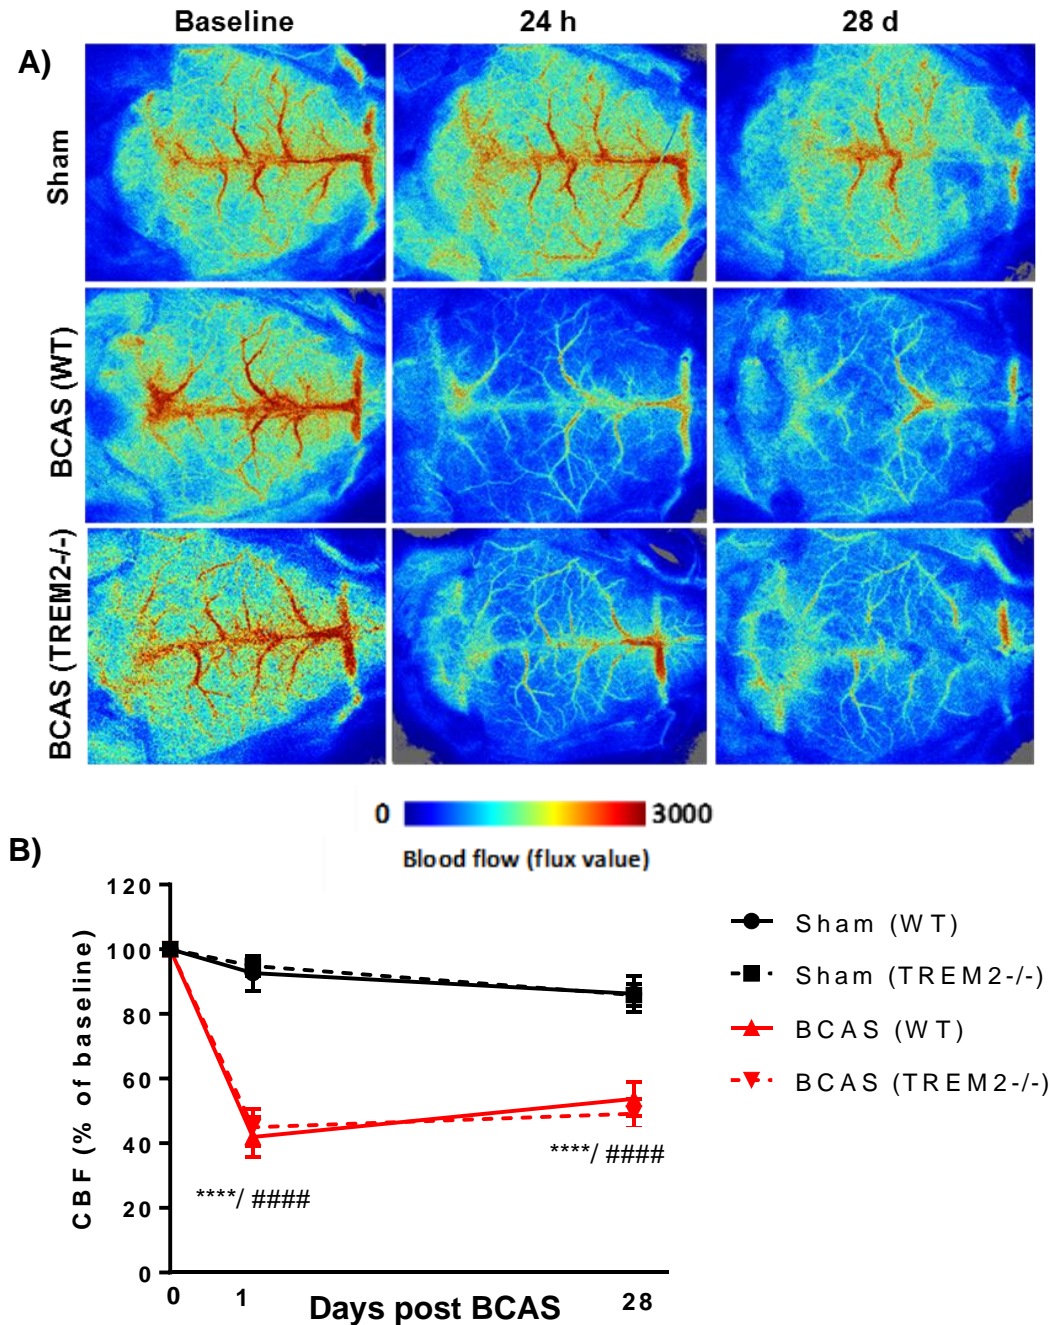 Baseline 24 h 28 d
A)
Sham
BCAS (WT)
BCAS (TREM2-/-)
0 3000
Blood flow (flux value)
B)
120
100
80
60
40
20
0
CBF (% of baseline)
0 1 28
Days post BCAS
****/ ####
****/ ####
Sham (WT)
Sham (TREM2-/-)
BCAS (WT)
BCAS (TREM2-/-)